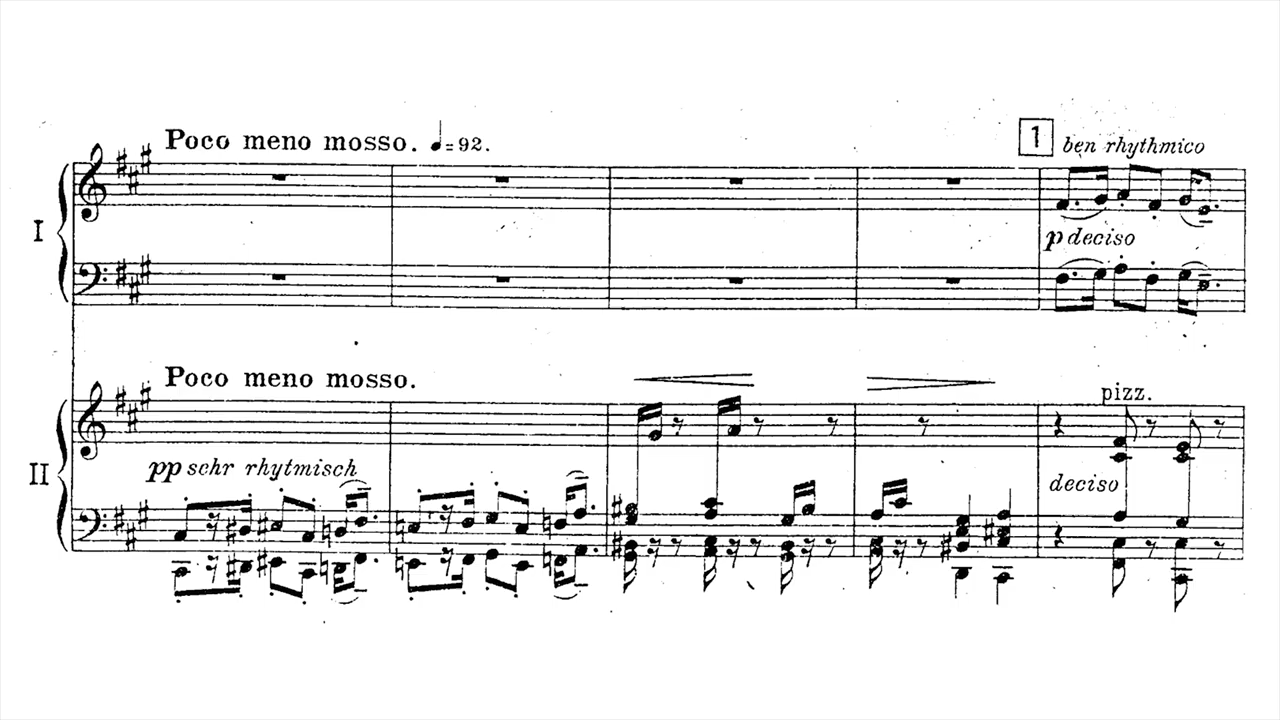 Poco meno mosso. ♩=92.
1 ben rhythmico
I
p deciso
Poco meno mosso.
pizz.
II
pp sehr rhytmisch
deciso